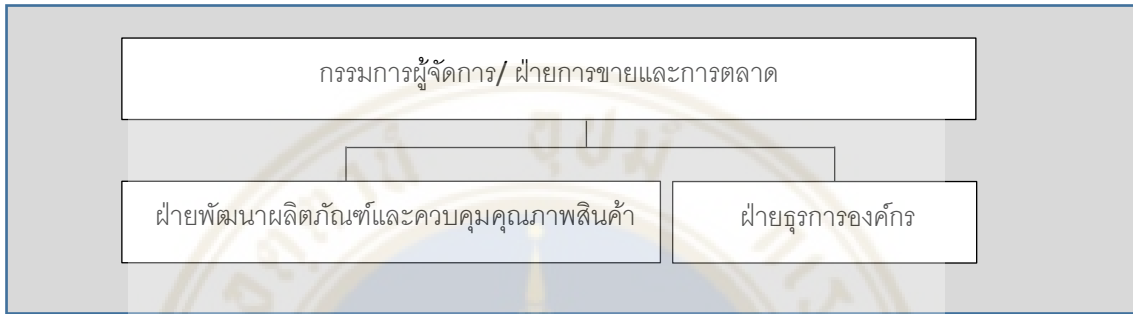 กรรมการผู้จัดการ/ ฝ่ายการขายและการตลาด
ฝ่ายพัฒนาผลิตภัณฑ์และควบคุมคุณภาพสินค้า
ฝ่ายธุรการองค์กร